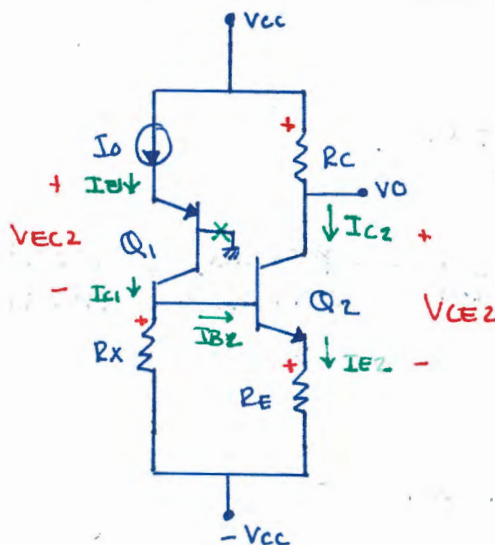 Vcc
Io
IE1
+
VEC2
-
Q1
IC1
+
RX
IB2
+
RC
VO
IC2
+
VCE2
-
Q2
IE2
+
RE
- Vcc